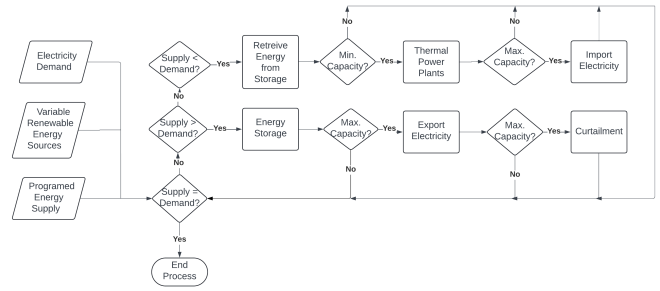 No
No
Electricity
Demand
Supply <
Demand?
Yes
Retreive
Energy
from
Storage
Min.
Capacity?
Yes
Thermal
Power
Plants
Max.
Capacity?
Yes
Import
Electricity
No
Variable
Renewable
Energy
Sources
Supply >
Demand?
Yes
Energy
Storage
Max.
Capacity?
Yes
Export
Electricity
Max.
Capacity?
Yes
Curtailment
No
No
No
Programed
Energy
Supply
Supply =
Demand?
Yes
End
Process